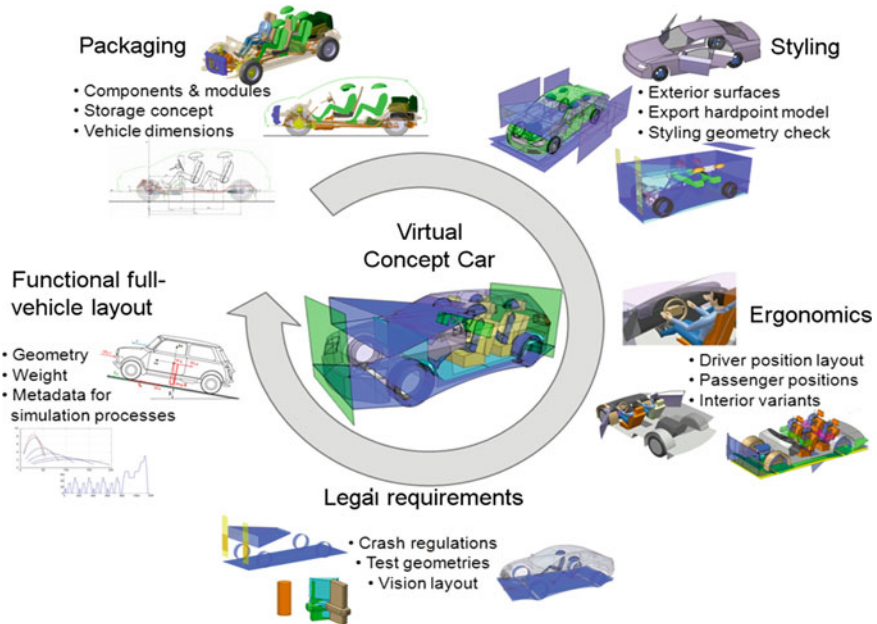 Packaging
• Components & modules
• Storage concept
• Vehicle dimensions
Styling
• Exterior surfaces
• Export hardpoint model
• Styling geometry check
Virtual
Concept Car
Functional full-
vehicle layout
• Geometry
• Weight
• Metadata for
simulation processes
Ergonomics
• Driver position layout
• Passenger positions
• Interior variants
Legal requirements
• Crash regulations
• Test geometries
• Vision layout